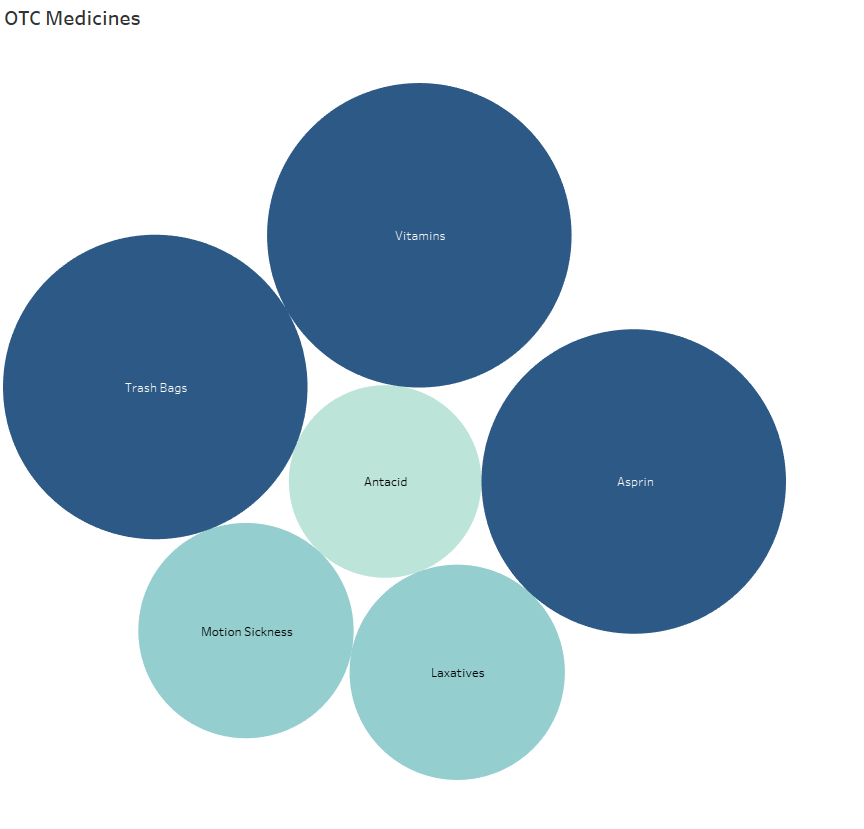 OTC Medicines
Vitamins
Trash Bags
Antacid
Asprin
Motion Sickness
Laxatives